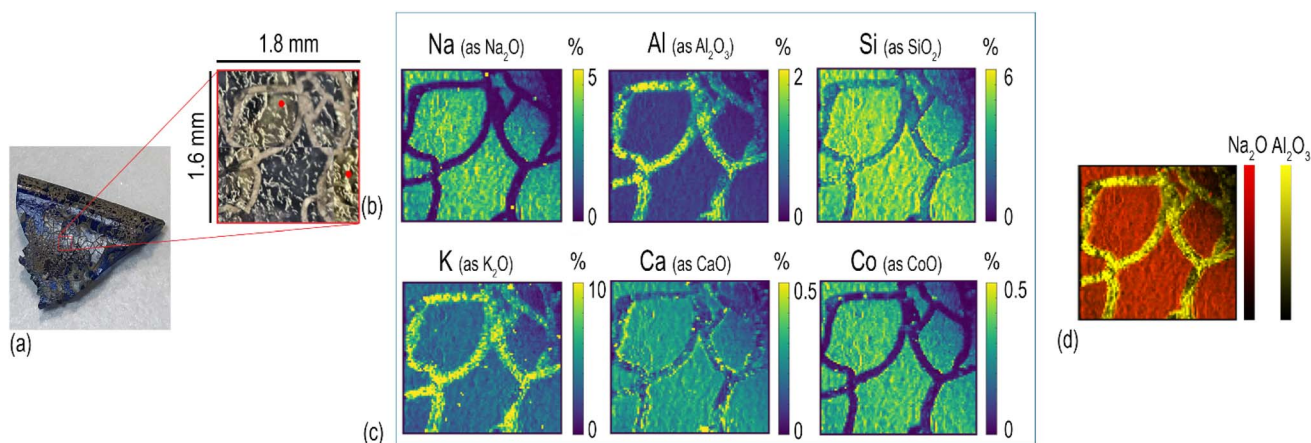 1.8 mm
1.6 mm
(a)
(b)
Na (as Na₂O) %
5
0
Al (as Al₂O₃) %
2
0
Si (as SiO₂) %
6
0
K (as K₂O) %
10
0
Ca (as CaO) %
0.5
0
Co (as CoO) %
0.5
0
(c)
Na₂O Al₂O₃
(d)